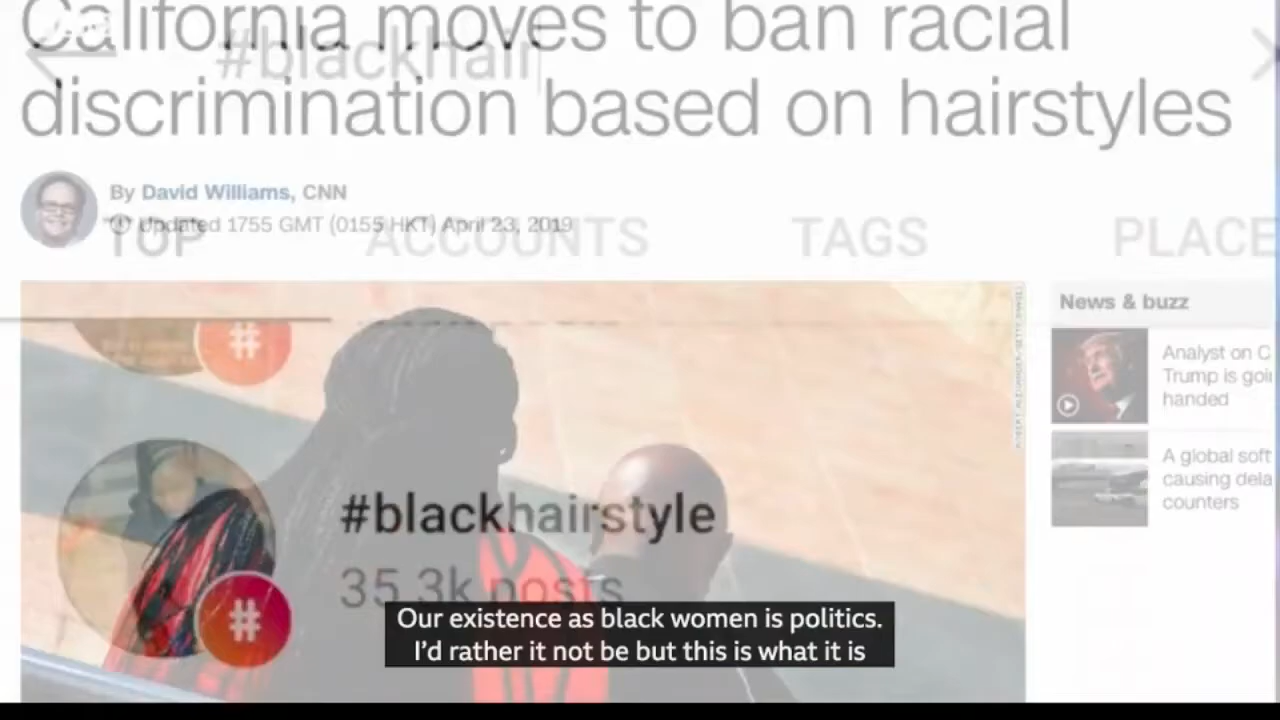 California moves to ban racial
#blackhair
discrimination based on hairstyles
By David Williams, CNN
Updated 1755 GMT (0155 HKT) April 23, 2019
TOP ACCOUNTS TAGS PLACE
News & buzz
Analyst on C
Trump is goi
handed
A global soft
causing dela
counters
#blackhairstyle
35.3k posts
Our existence as black women is politics.
I'd rather it not be but this is what it is